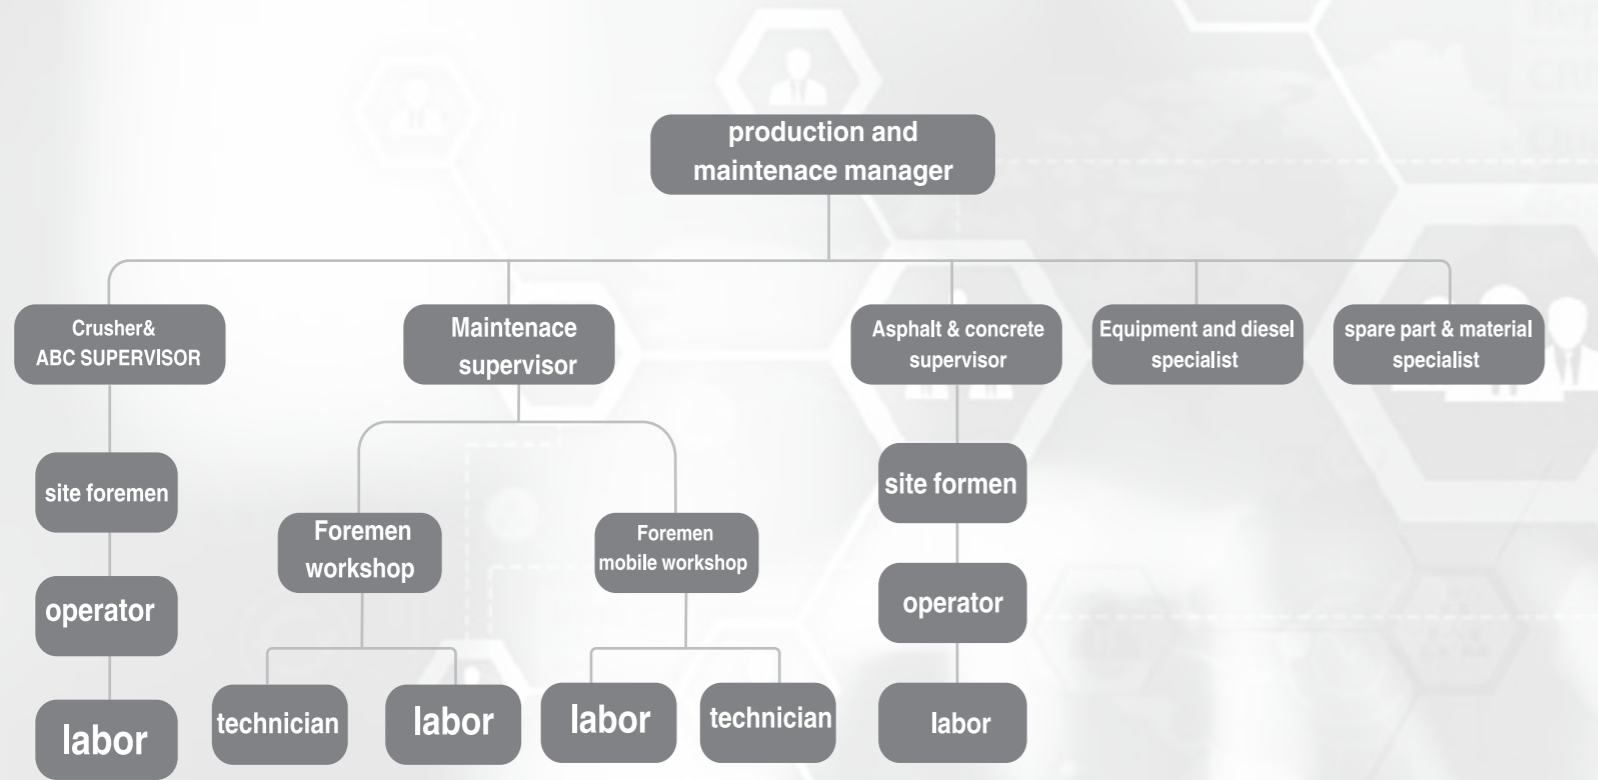 production and
maintenace manager
Crusher&
ABC SUPERVISOR
Maintenace
supervisor
Asphalt & concrete
supervisor
Equipment and diesel
specialist
spare part & material
specialist
site foremen
operator
labor
Foremen
workshop
technician
labor
Foremen
mobile workshop
labor
technician
site formen
operator
labor